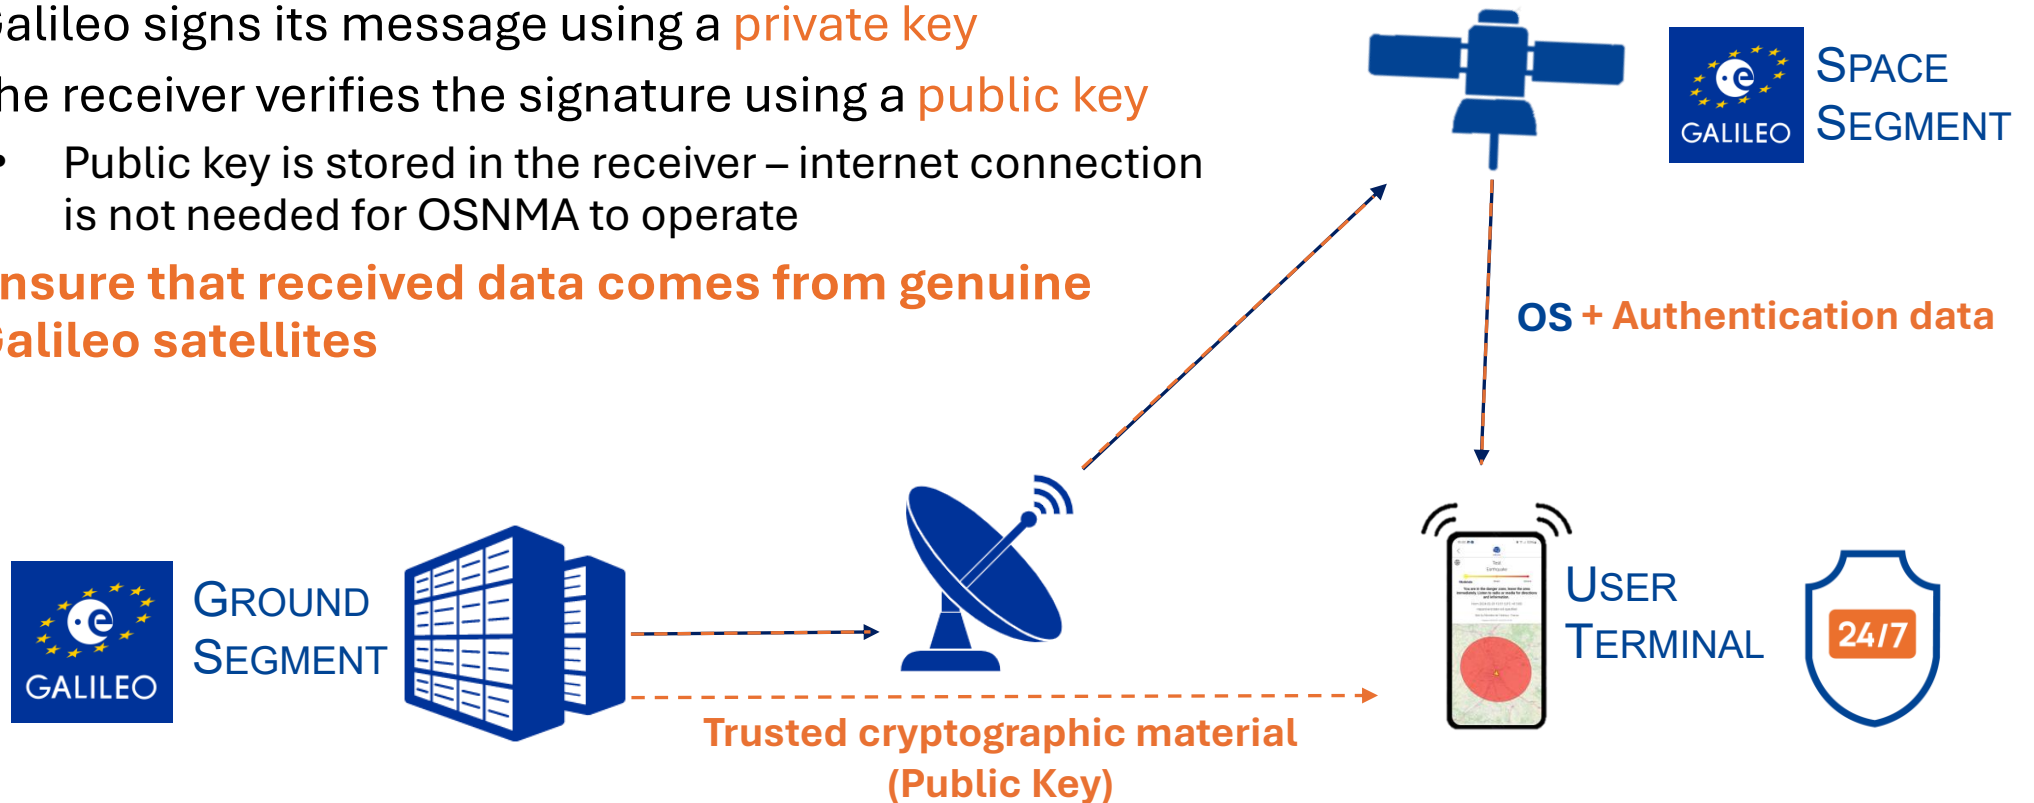 alileo signs its message using a private key
he receiver verifies the signature using a public key
• Public key is stored in the receiver – internet connection
is not needed for OSNMA to operate
nsure that received data comes from genuine
alileo satellites
GALILEO
SPACE
SEGMENT
OS + Authentication data
GALILEO
GROUND
SEGMENT
Trusted cryptographic material
(Public Key)
Test
Earthquake
USER
TERMINAL
24/7